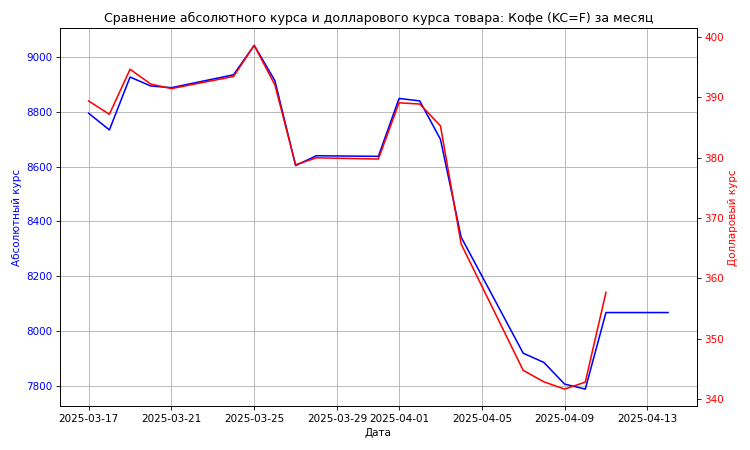 Сравнение абсолютного курса и долларового курса товара: Кофе (KC=F) за месяц
Абсолютный курс
9000
8800
8600
8400
8200
8000
7800
400
390
380
370
360
350
340
Долларовый курс
2025-03-17 2025-03-21 2025-03-25 2025-03-29 2025-04-01 2025-04-05 2025-04-09 2025-04-13
Дата